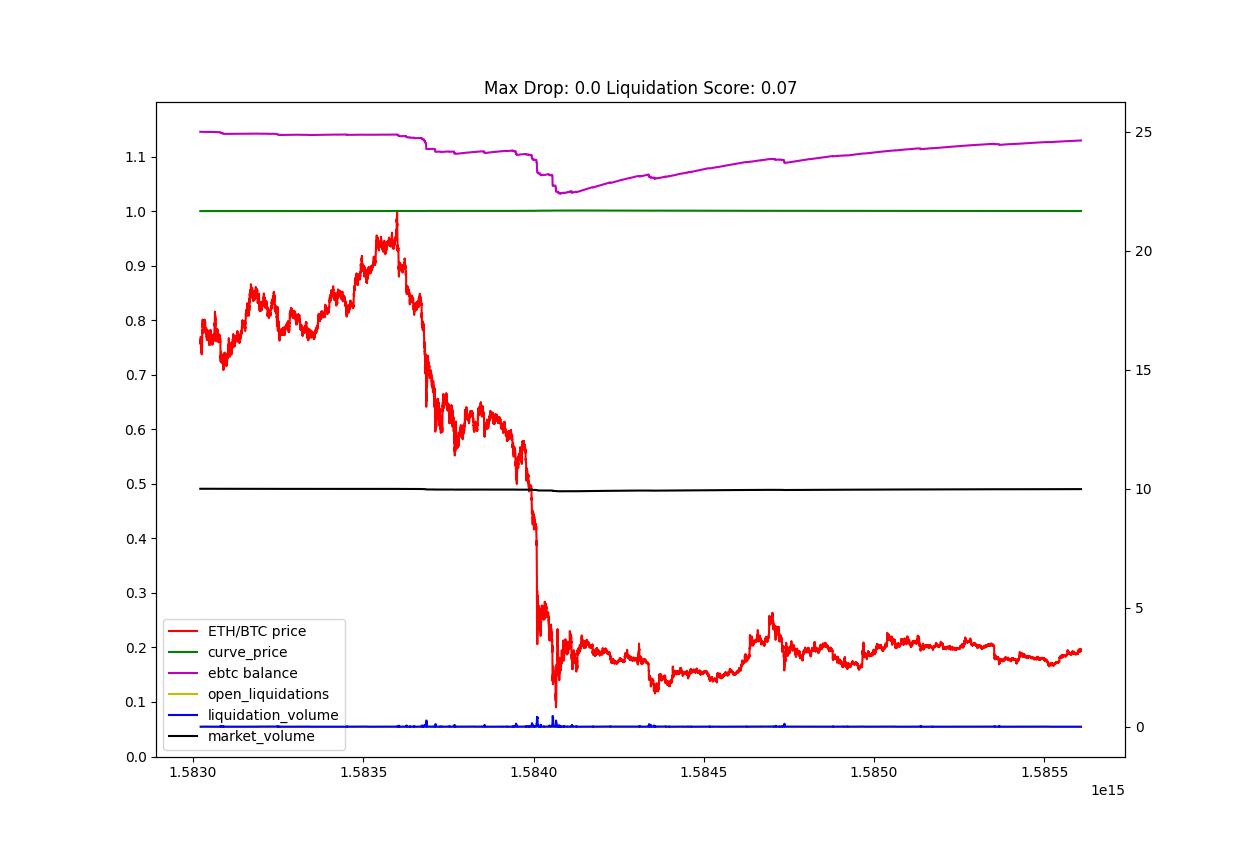 Max Drop: 0.0 Liquidation Score: 0.07
25
1.1
1.0
20
0.9
0.8
0.7
15
0.6
0.5
10
0.4
0.3
5
0.2
0.1
0
0.0
ETH/BTC price
curve_price
ebtc balance
open_liquidations
liquidation_volume
market_volume
1.5830 1.5835 1.5840 1.5845 1.5850 1.5855
1e15